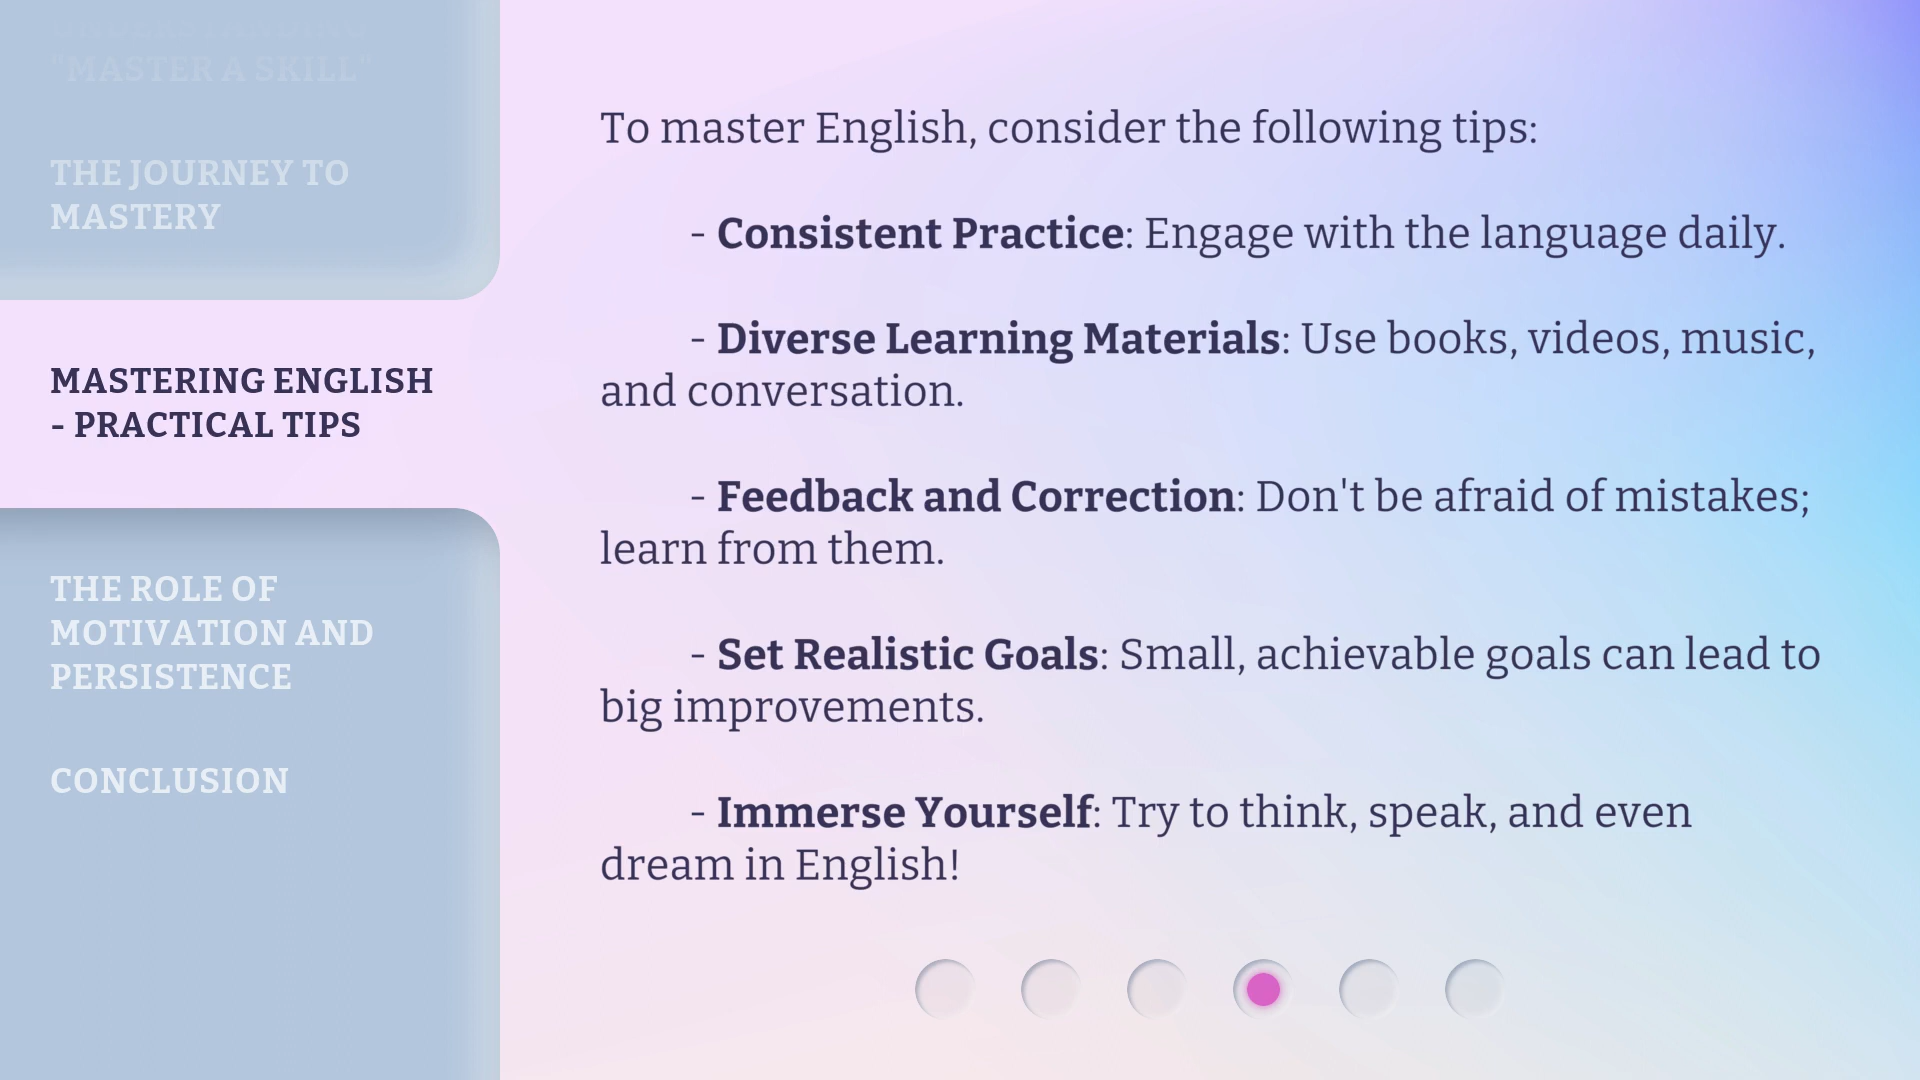 "MASTER A SKILL"
THE JOURNEY TO
MASTERY
MASTERING ENGLISH
- PRACTICAL TIPS
THE ROLE OF
MOTIVATION AND
PERSISTENCE
CONCLUSION
To master English, consider the following tips:
- Consistent Practice: Engage with the language daily.
- Diverse Learning Materials: Use books, videos, music,
and conversation.
- Feedback and Correction: Don't be afraid of mistakes;
learn from them.
- Set Realistic Goals: Small, achievable goals can lead to
big improvements.
- Immerse Yourself: Try to think, speak, and even
dream in English!